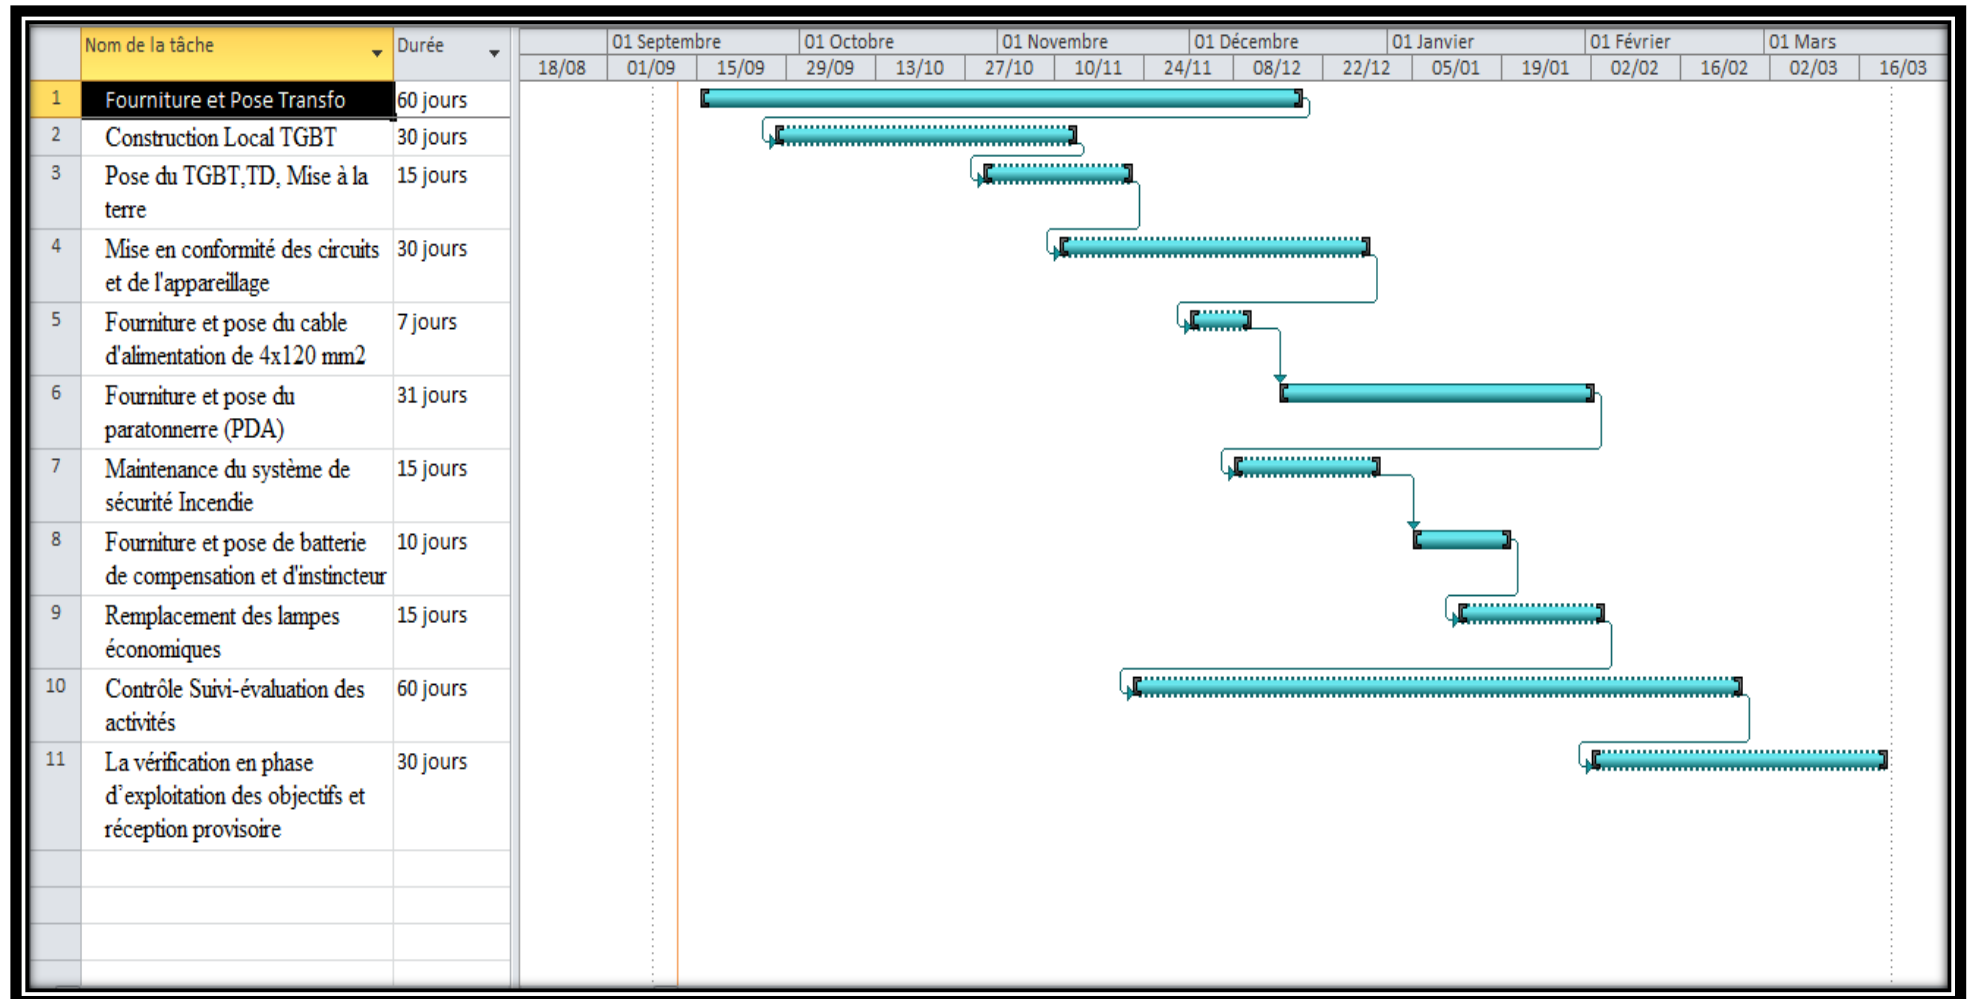 Nom de la tâche Durée 01 Septembre 01 Octobre 01 Novembre 01 Décembre 01 Janvier 01 Février 01 Mars
18/08 01/09 15/09 29/09 13/10 27/10 10/11 24/11 08/12 22/12 05/01 19/01 02/02 16/02 02/03 16/03
1 Fourniture et Pose Transfo 60 jours
2 Construction Local TGBT 30 jours
3 Pose du TGBT,TD, Mise à la 15 jours
terre
4 Mise en conformité des circuits 30 jours
et de l'appareillage
5 Fourniture et pose du cable 7 jours
d'alimentation de 4x120 mm2
6 Fourniture et pose du 31 jours
paratonnerre (PDA)
7 Maintenance du système de 15 jours
sécurité Incendie
8 Fourniture et pose de batterie 10 jours
de compensation et d'instincteur
9 Remplacement des lampes 15 jours
économiques
10 Contrôle Suivi-évaluation des 60 jours
activités
11 La vérification en phase 30 jours
d’exploitation des objectifs et
réception provisoire